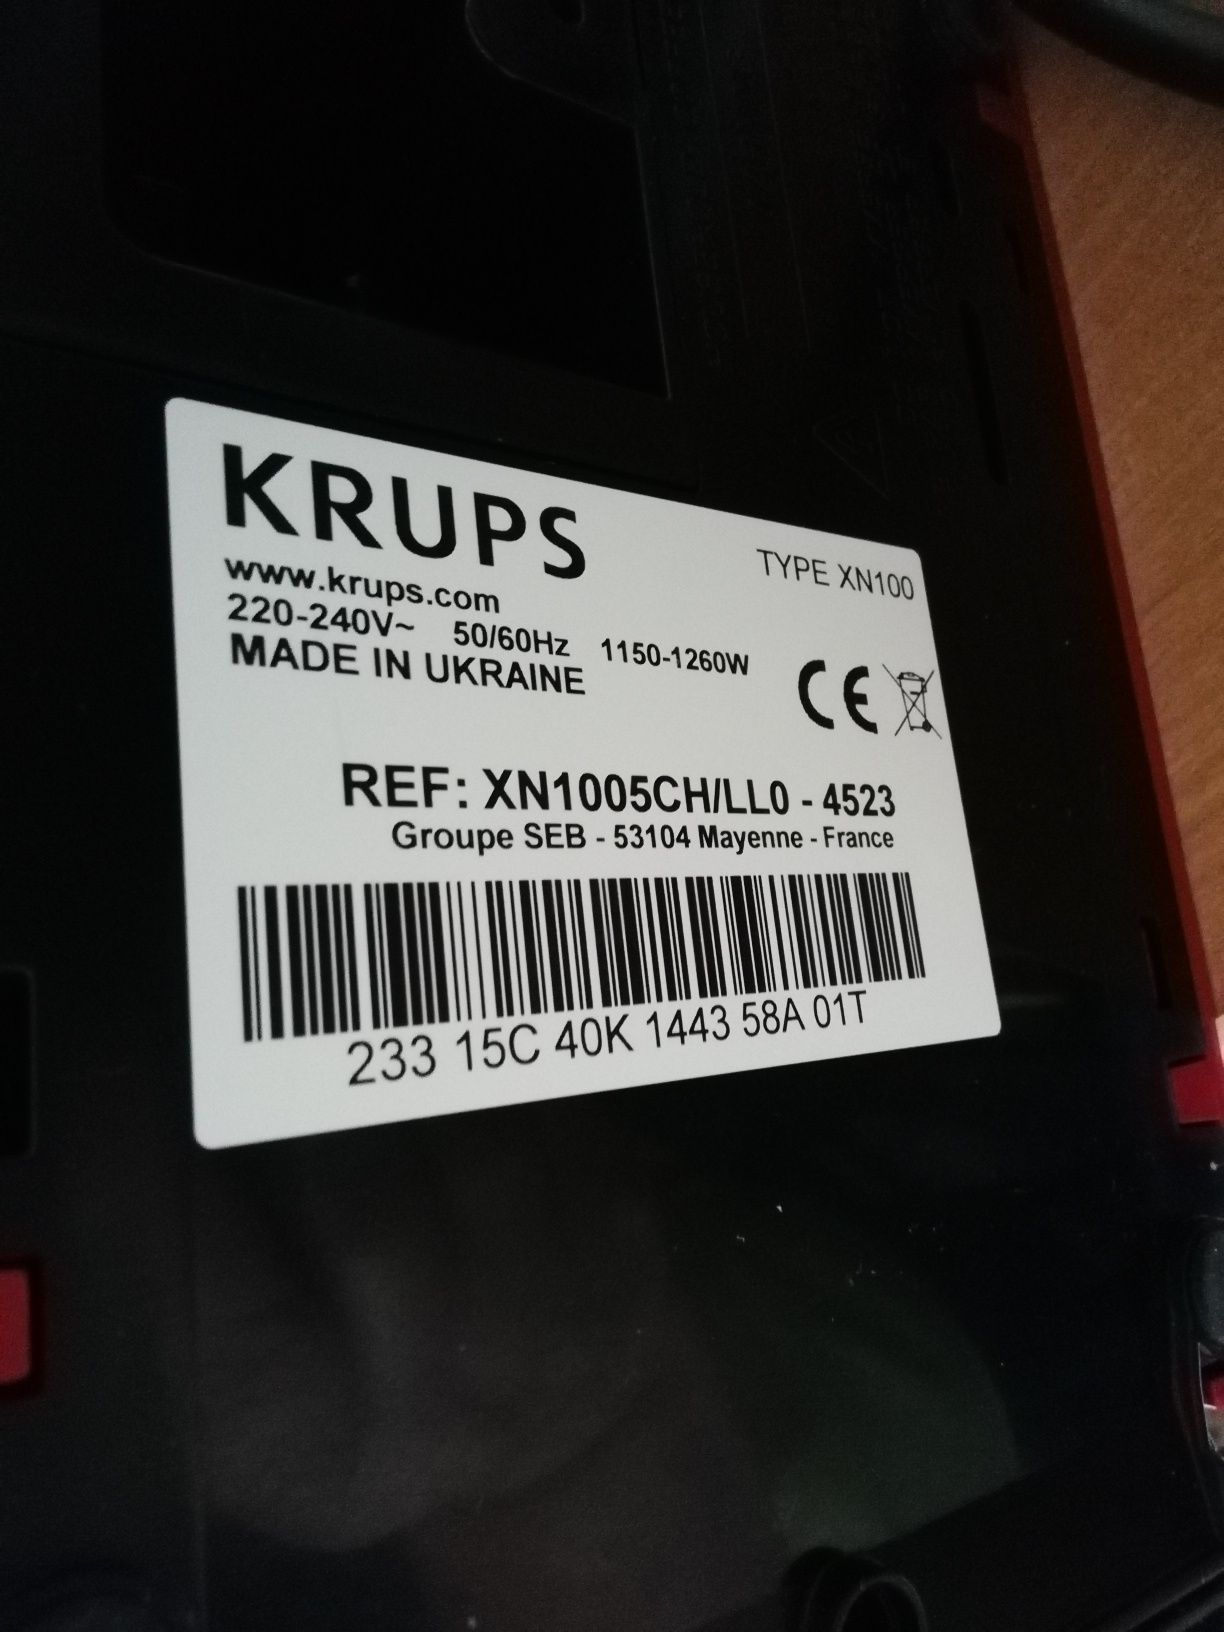 KRUPS
TYPE XN100
www.krups.com
220-240V~ 50/60Hz 1150-1260W
MADE IN UKRAINE
CE
REF: XN1005CH/LL0 - 4523
Groupe SEB - 53104 Mayenne - France
233 15C 40K 1443 58A 01T